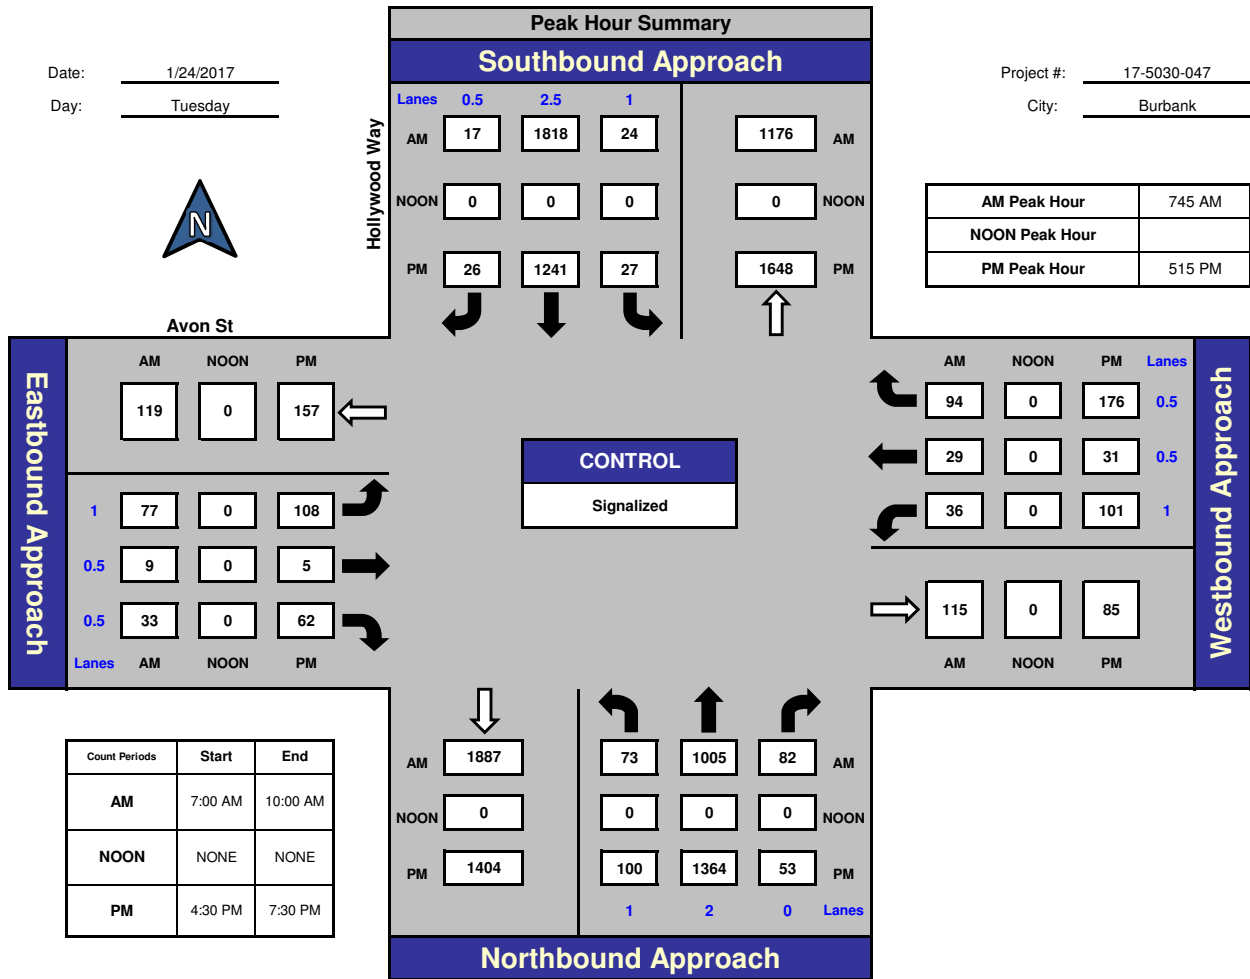 Peak Hour Summary
Southbound Approach
Date: 1/24/2017
Day: Tuesday
Project #: 17-5030-047
City: Burbank
Hollywood Way
Lanes 0.5 2.5 1
AM 17 1818 24 1176 AM
NOON 0 0 0 0 NOON
PM 26 1241 27 1648 PM
N
AM Peak Hour 745 AM
NOON Peak Hour
PM Peak Hour 515 PM
Avon St
Eastbound Approach
AM NOON PM
119 0 157
1 77 0 108
0.5 9 0 5
0.5 33 0 62
Lanes AM NOON PM
CONTROL
Signalized
AM NOON PM Lanes
94 0 176 0.5
29 0 31 0.5
36 0 101 1
115 0 85
AM NOON PM
Westbound Approach
Count Periods Start End
AM 7:00 AM 10:00 AM
NOON NONE NONE
PM 4:30 PM 7:30 PM
AM 1887 73 1005 82 AM
NOON 0 0 0 0 NOON
PM 1404 100 1364 53 PM
1 2 0 Lanes
Northbound Approach